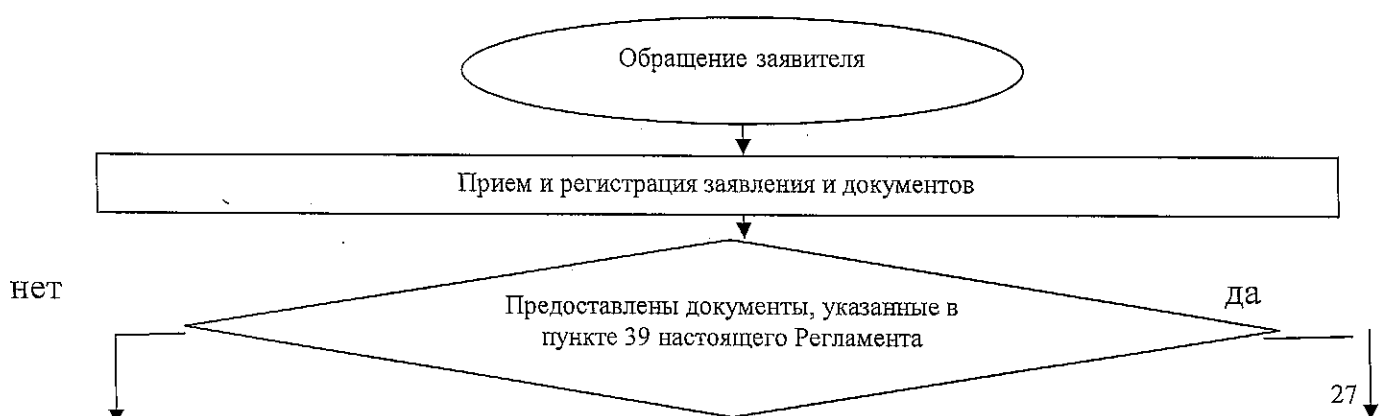 Обращение заявителя
Прием и регистрация заявления и документов
нет
Предоставлены документы, указанные в
пункте 39 настоящего Регламента
да
27